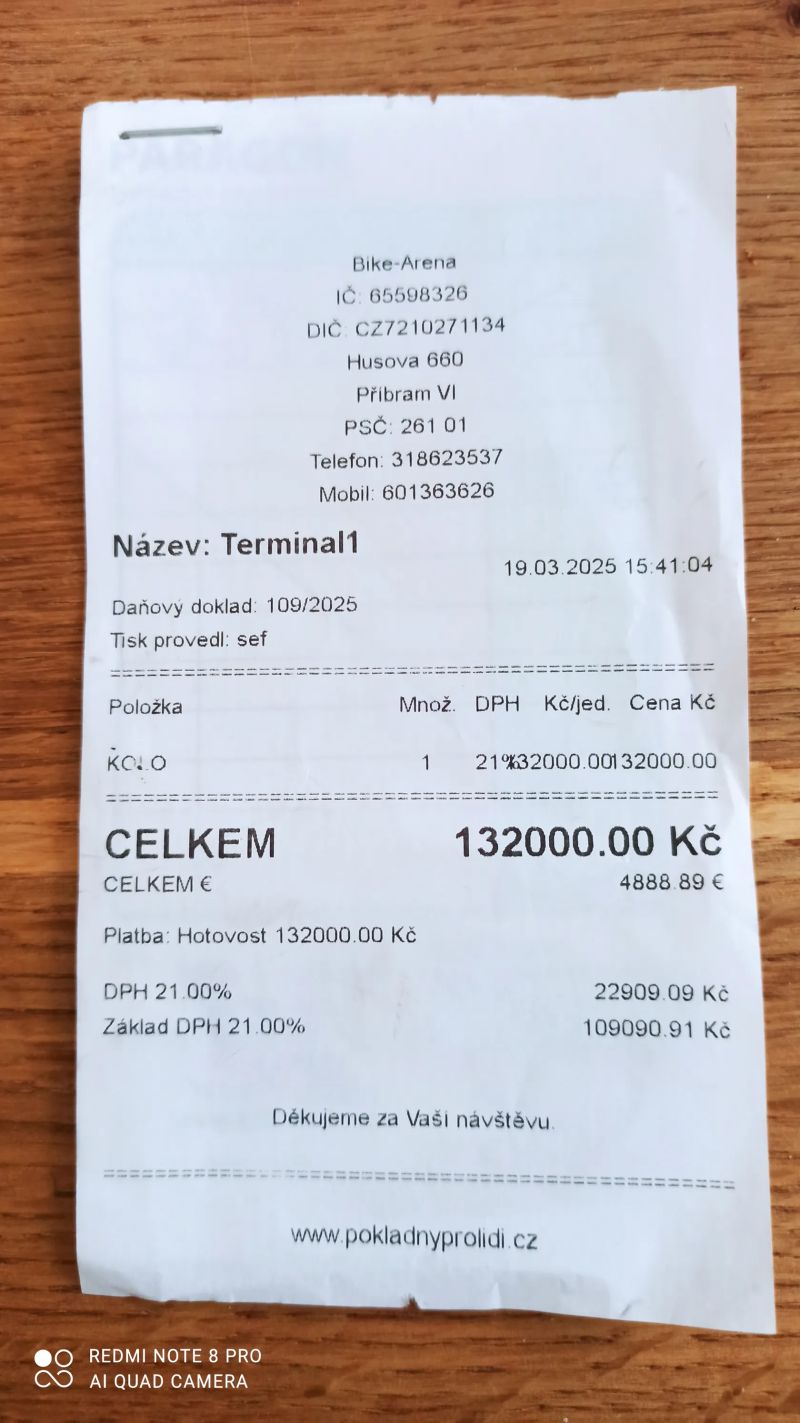 PARAGON
Bike-Arena
IČ: 65598326
DIČ: CZ7210271134
Husova 660
Příbram VI
PSČ: 261 01
Telefon: 318623537
Mobil: 601363626
Název: Terminal1
19.03.2025 15:41:04
Daňový doklad: 109/2025
Tisk provedl: sef
Položka Množ. DPH Kč/jed. Cena Kč
KOLO 1 21% 132000.00 132000.00
CELKEM 132000.00 Kč
CELKEM € 4888.89 €
Platba: Hotovost 132000.00 Kč
DPH 21.00% 22909.09 Kč
Základ DPH 21.00% 109090.91 Kč
Děkujeme za Vaši návštěvu.
www.pokladnyprolidi.cz
REDMI NOTE 8 PRO
AI QUAD CAMERA